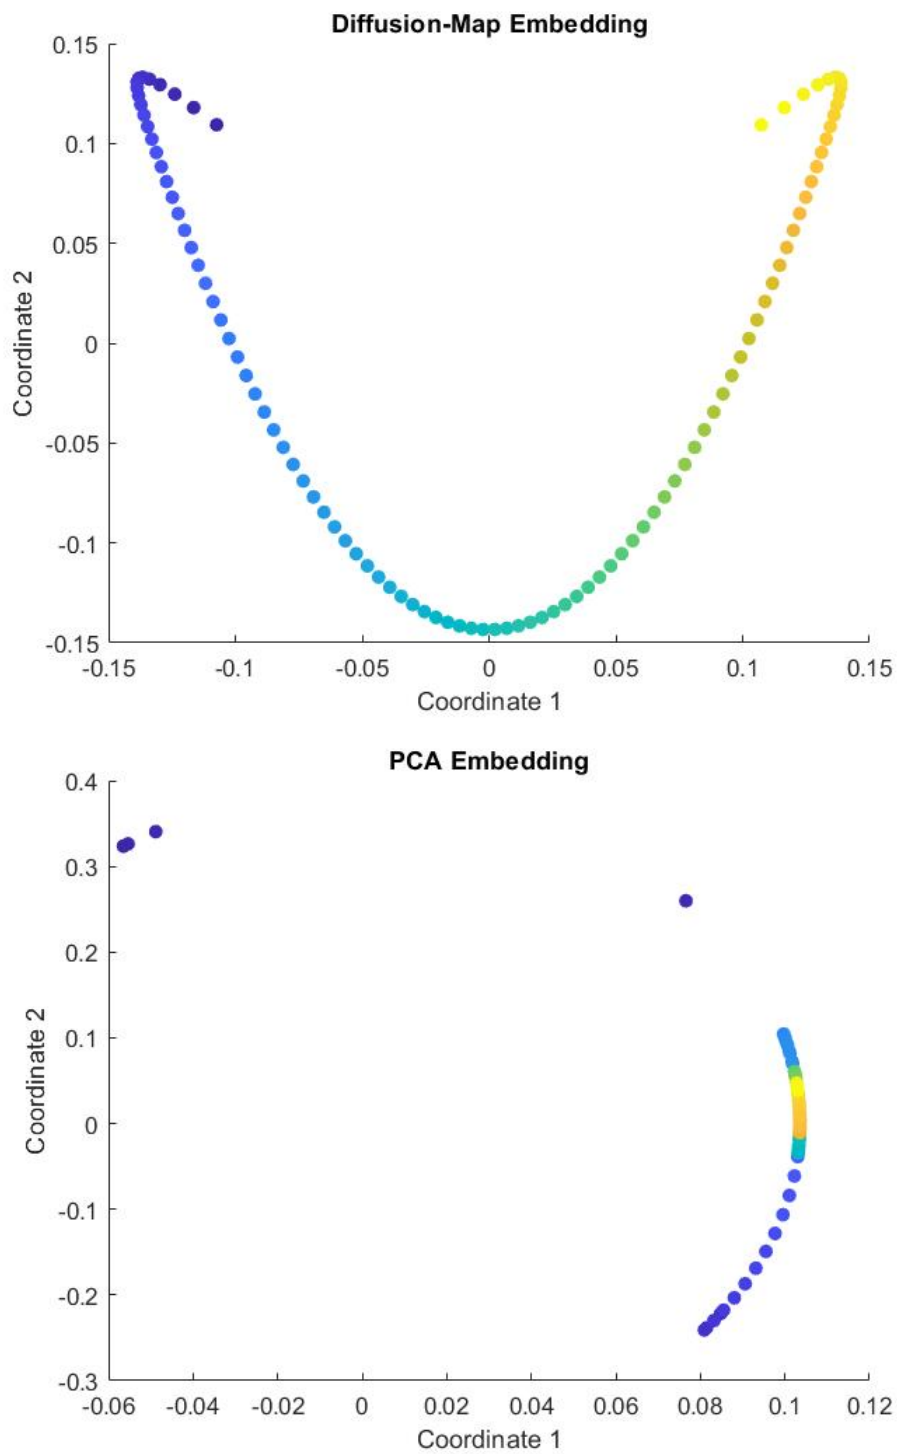 Diffusion-Map Embedding
0.15
0.1
0.05
0
-0.05
-0.1
-0.15
Coordinate 2
-0.15 -0.1 -0.05 0 0.05 0.1 0.15
Coordinate 1
PCA Embedding
0.4
0.3
0.2
0.1
0
-0.1
-0.2
-0.3
Coordinate 2
-0.06 -0.04 -0.02 0 0.02 0.04 0.06 0.08 0.1 0.12
Coordinate 1